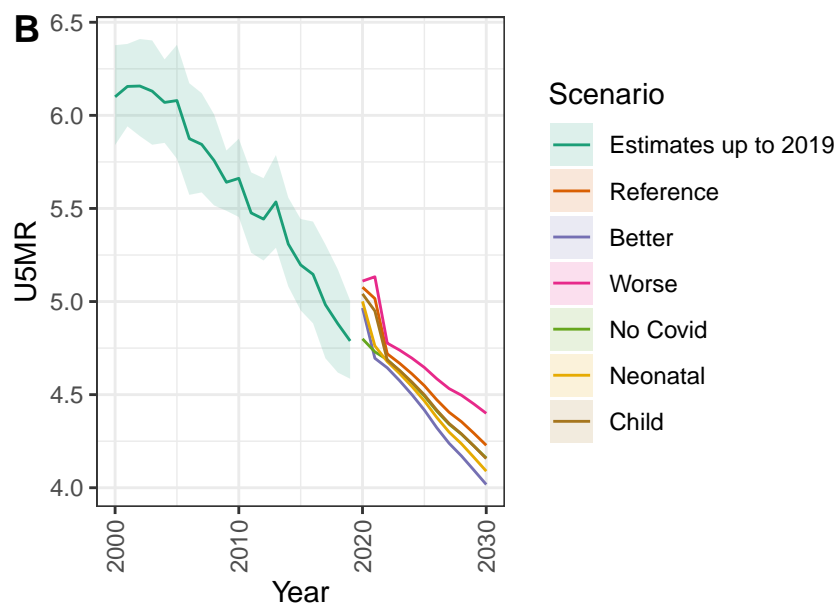 B
6.5
6.0
5.5
5.0
4.5
4.0
U5MR
2000
2010
2020
2030
Year
Scenario
Estimates up to 2019
Reference
Better
Worse
No Covid
Neonatal
Child